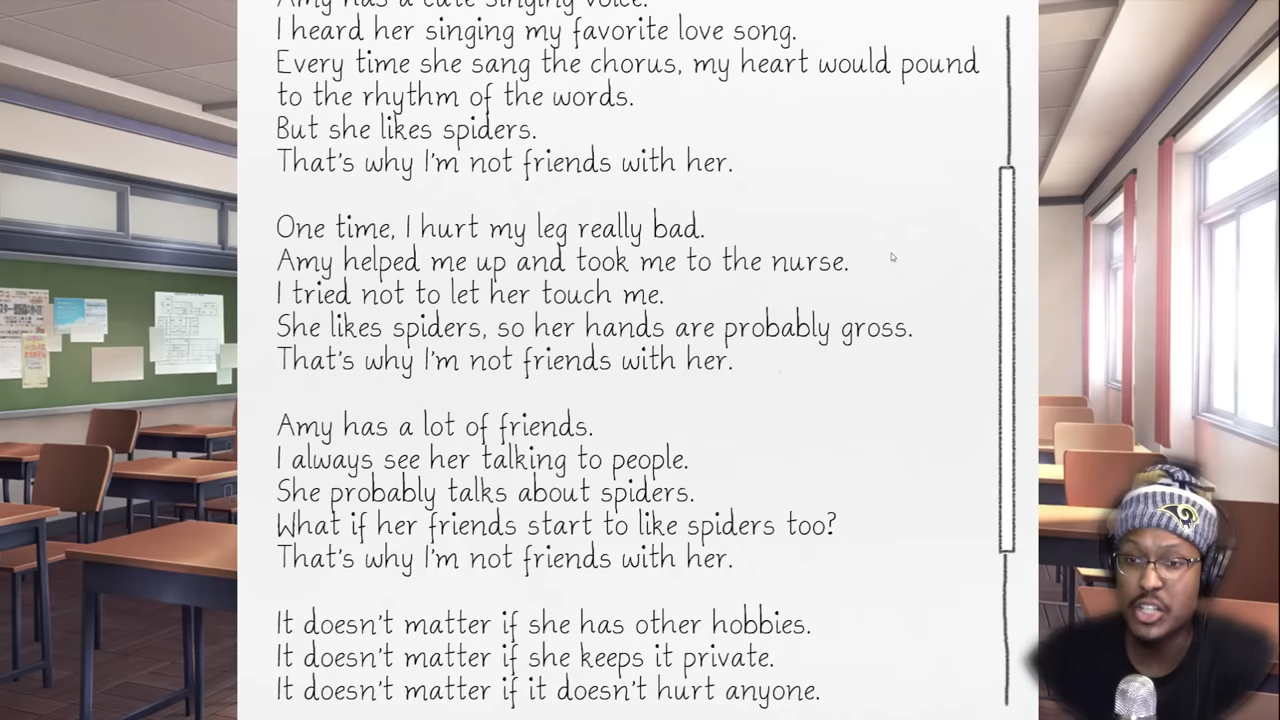 Amy has a cute singing voice.
I heard her singing my favorite love song.
Every time she sang the chorus, my heart would pound
to the rhythm of the words.
But she likes spiders.
That's why I'm not friends with her.
One time, I hurt my leg really bad.
Amy helped me up and took me to the nurse.
I tried not to let her touch me.
She likes spiders, so her hands are probably gross.
That's why I'm not friends with her.
Amy has a lot of friends.
I always see her talking to people.
She probably talks about spiders.
What if her friends start to like spiders too?
That's why I'm not friends with her.
It doesn't matter if she has other hobbies.
It doesn't matter if she keeps it private.
It doesn't matter if it doesn't hurt anyone.